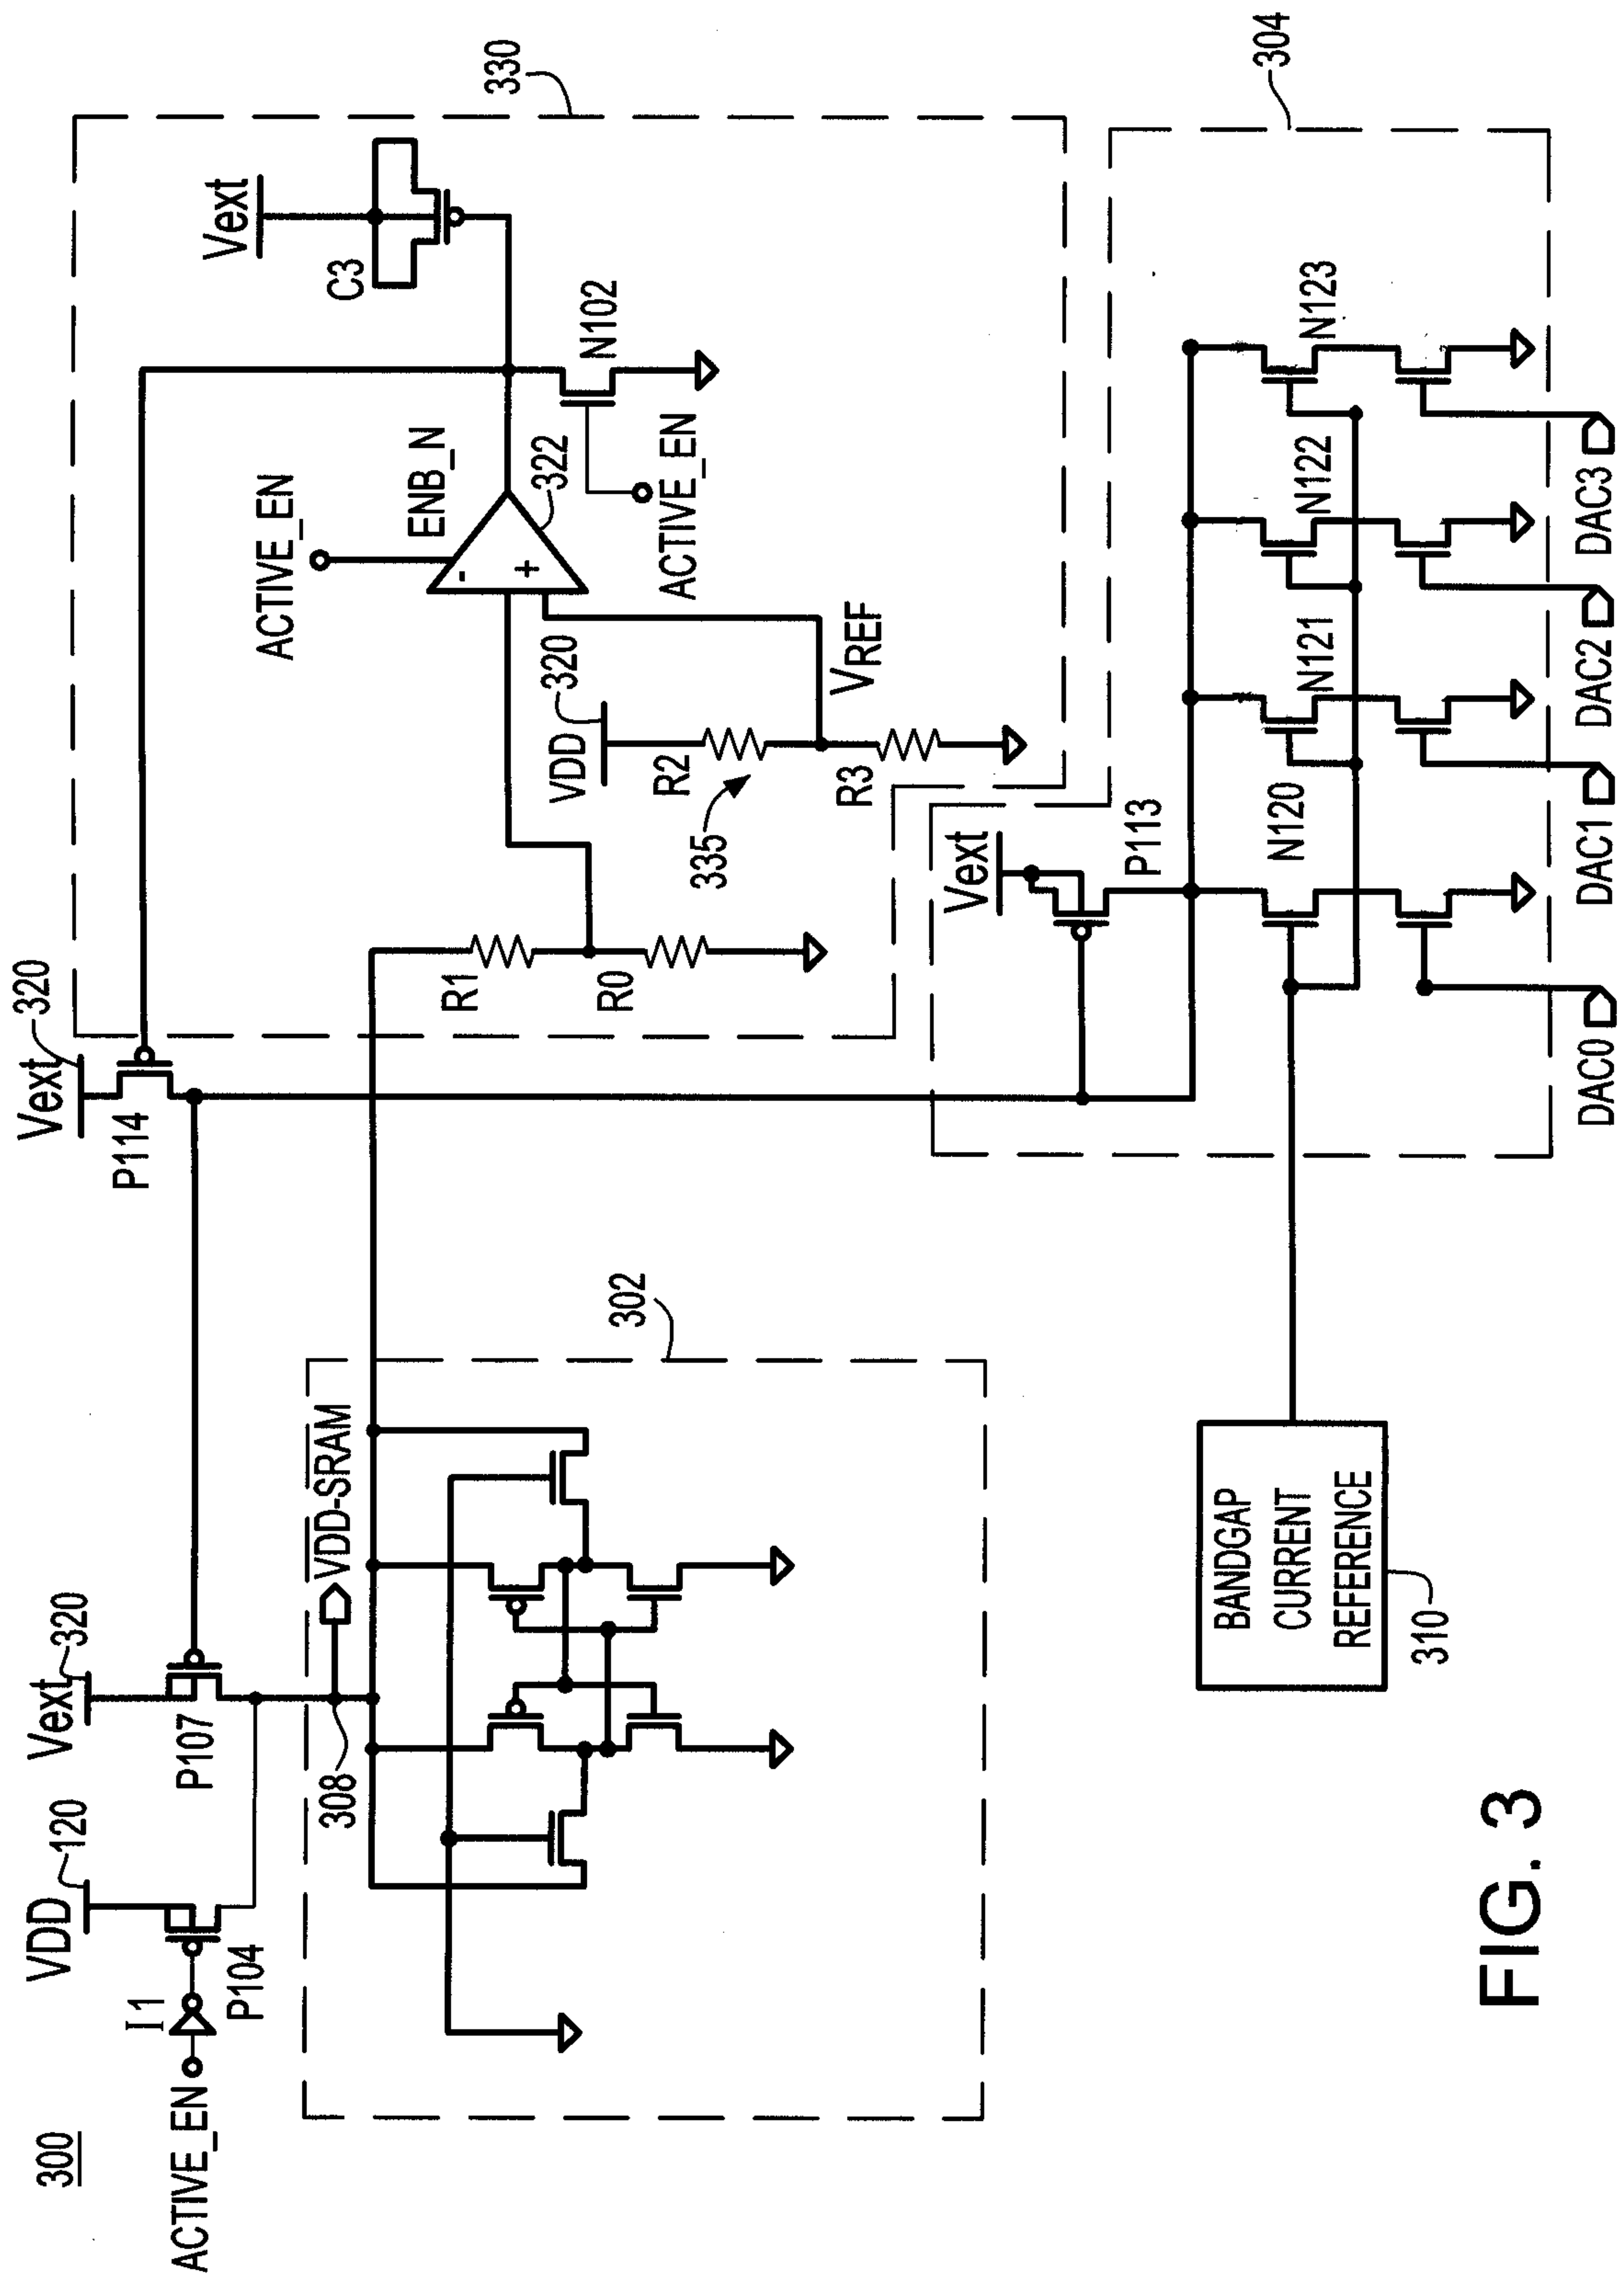 300
ACTIVE_EN
I1
P104
VDD
120
Vext
320
P107
308
VDD-SRAM
302
Vext
320
P114
330
R1
R0
ACTIVE_EN
ENB_N
-
+
322
VDD
320
R2
335
R3
VREF
ACTIVE_EN
N102
C3
Vext
304
Vext
P113
N120
N121
N122
N123
DAC0
DAC1
DAC2
DAC3
BANDGAP
CURRENT
REFERENCE
310
FIG. 3